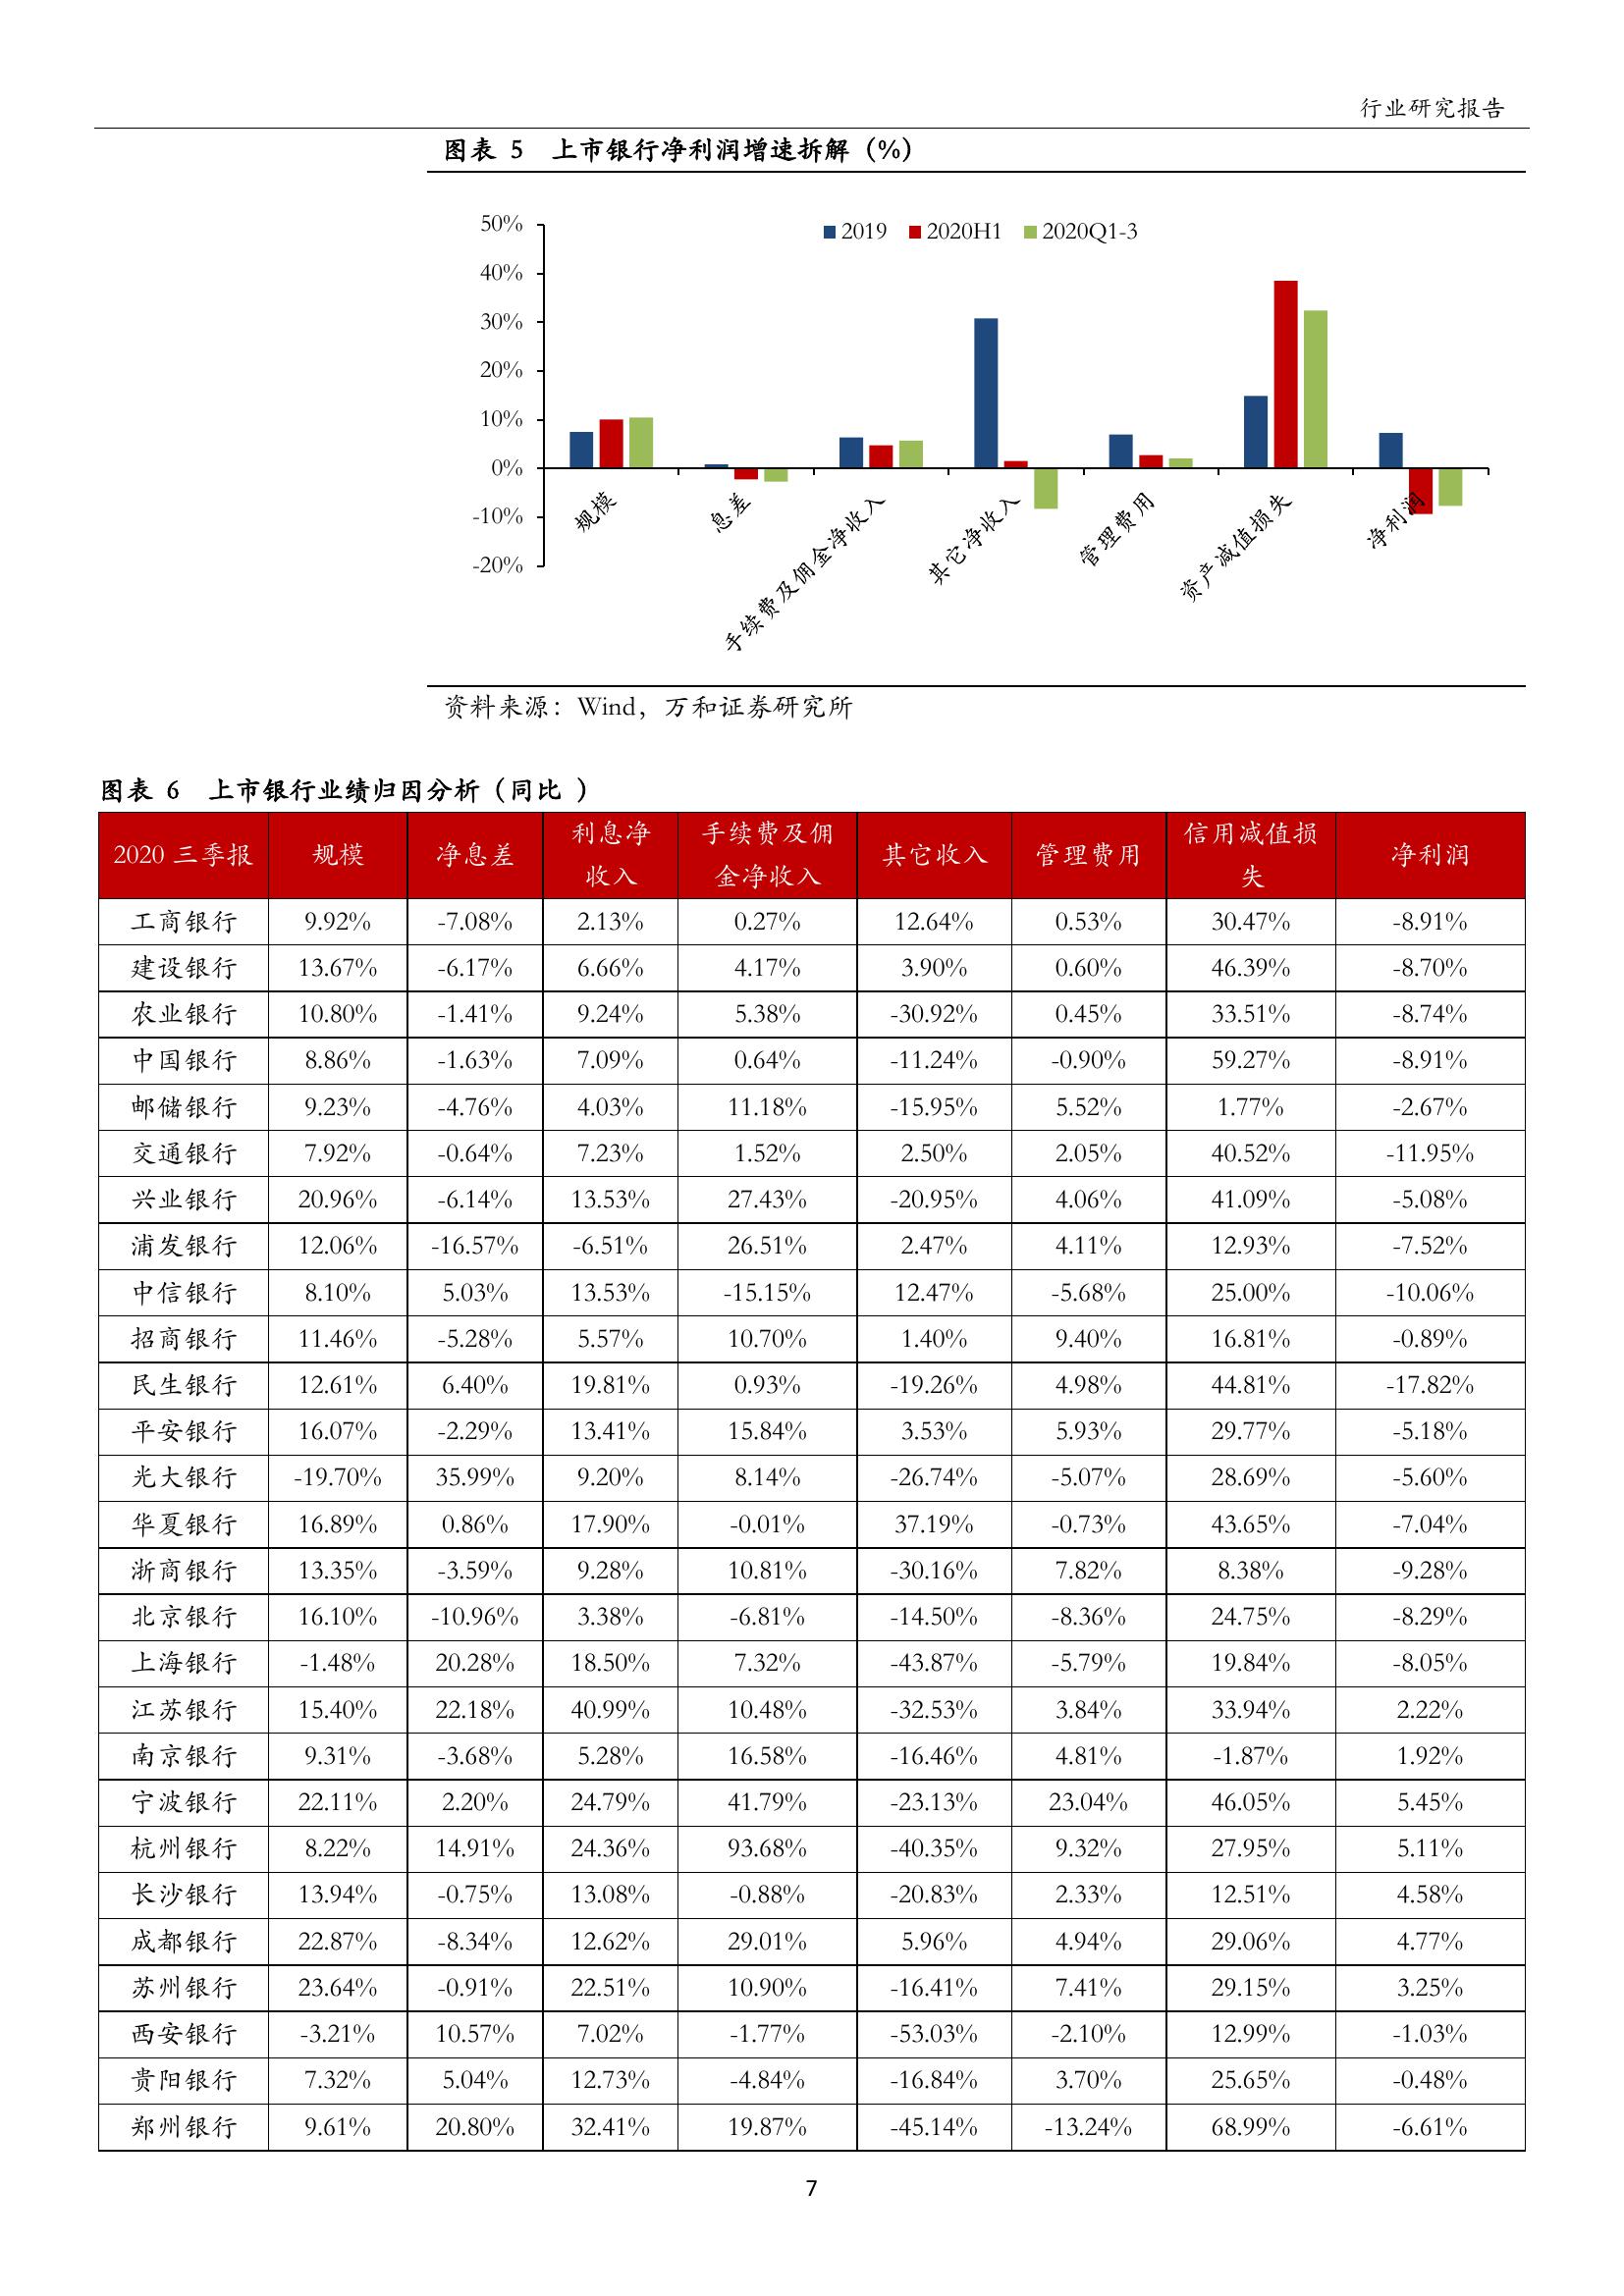 行业研究报告
图表 5 上市银行净利润增速拆解（%）
2019 2020H1 2020Q1-3
50%
40%
30%
20%
10%
0%
-10%
-20%
规模 息差 手续费及佣金净收入 其它净收入 管理费用 资产减值损失 净利润
资料来源：Wind，万和证券研究所
图表 6 上市银行业绩归因分析（同比 ）
2020 三季报 规模 净息差 利息净收入 手续费及佣金净收入 其它收入 管理费用 信用减值损失 净利润
工商银行 9.92% -7.08% 2.13% 0.27% 12.64% 0.53% 30.47% -8.91%
建设银行 13.67% -6.17% 6.66% 4.17% 3.90% 0.60% 46.39% -8.70%
农业银行 10.80% -1.41% 9.24% 5.38% -30.92% 0.45% 33.51% -8.74%
中国银行 8.86% -1.63% 7.09% 0.64% -11.24% -0.90% 59.27% -8.91%
邮储银行 9.23% -4.76% 4.03% 11.18% -15.95% 5.52% 1.77% -2.67%
交通银行 7.92% -0.64% 7.23% 1.52% 2.50% 2.05% 40.52% -11.95%
兴业银行 20.96% -6.14% 13.53% 27.43% -20.95% 4.06% 41.09% -5.08%
浦发银行 12.06% -16.57% -6.51% 26.51% 2.47% 4.11% 12.93% -7.52%
中信银行 8.10% 5.03% 13.53% -15.15% 12.47% -5.68% 25.00% -10.06%
招商银行 11.46% -5.28% 5.57% 10.70% 1.40% 9.40% 16.81% -0.89%
民生银行 12.61% 6.40% 19.81% 0.93% -19.26% 4.98% 44.81% -17.82%
平安银行 16.07% -2.29% 13.41% 15.84% 3.53% 5.93% 29.77% -5.18%
光大银行 -19.70% 35.99% 9.20% 8.14% -26.74% -5.07% 28.69% -5.60%
华夏银行 16.89% 0.86% 17.90% -0.01% 37.19% -0.73% 43.65% -7.04%
浙商银行 13.35% -3.59% 9.28% 10.81% -30.16% 7.82% 8.38% -9.28%
北京银行 16.10% -10.96% 3.38% -6.81% -14.50% -8.36% 24.75% -8.29%
上海银行 -1.48% 20.28% 18.50% 7.32% -43.87% -5.79% 19.84% -8.05%
江苏银行 15.40% 22.18% 40.99% 10.48% -32.53% 3.84% 33.94% 2.22%
南京银行 9.31% -3.68% 5.28% 16.58% -16.46% 4.81% -1.87% 1.92%
宁波银行 22.11% 2.20% 24.79% 41.79% -23.13% 23.04% 46.05% 5.45%
杭州银行 8.22% 14.91% 24.36% 93.68% -40.35% 9.32% 27.95% 5.11%
长沙银行 13.94% -0.75% 13.08% -0.88% -20.83% 2.33% 12.51% 4.58%
成都银行 22.87% -8.34% 12.62% 29.01% 5.96% 4.94% 29.06% 4.77%
苏州银行 23.64% -0.91% 22.51% 10.90% -16.41% 7.41% 29.15% 3.25%
西安银行 -3.21% 10.57% 7.02% -1.77% -53.03% -2.10% 12.99% -1.03%
贵阳银行 7.32% 5.04% 12.73% -4.84% -16.84% 3.70% 25.65% -0.48%
郑州银行 9.61% 20.80% 32.41% 19.87% -45.14% -13.24% 68.99% -6.61%
7